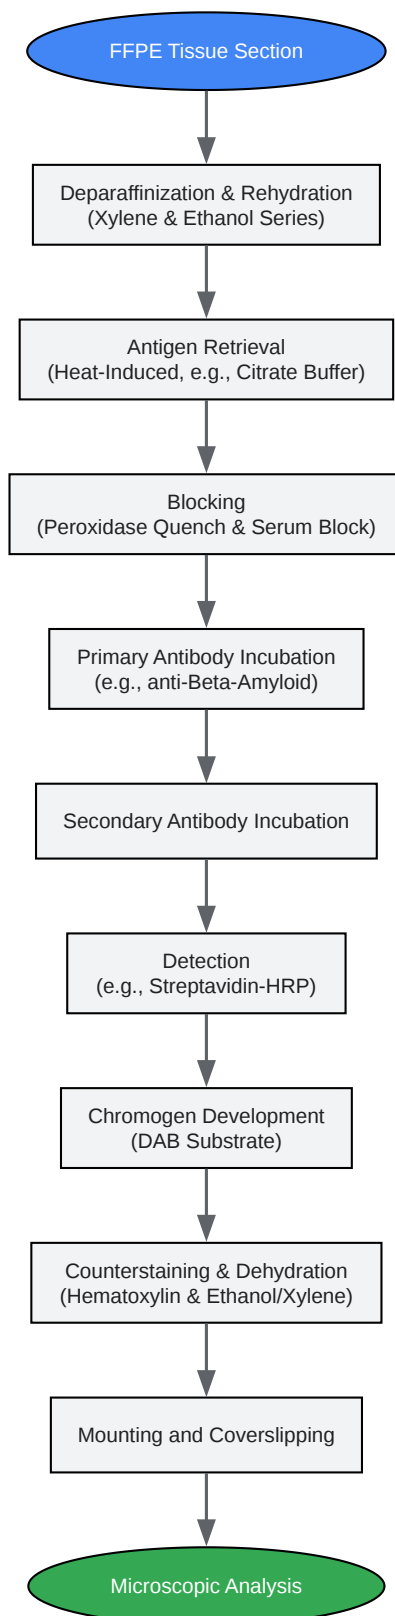 FFPE Tissue Section
Deparaffinization & Rehydration
(Xylene & Ethanol Series)
Antigen Retrieval
(Heat-Induced, e.g., Citrate Buffer)
Blocking
(Peroxidase Quench & Serum Block)
Primary Antibody Incubation
(e.g., anti-Beta-Amyloid)
Secondary Antibody Incubation
Detection
(e.g., Streptavidin-HRP)
Chromogen Development
(DAB Substrate)
Counterstaining & Dehydration
(Hematoxylin & Ethanol/Xylene)
Mounting and Coverslipping
Microscopic Analysis